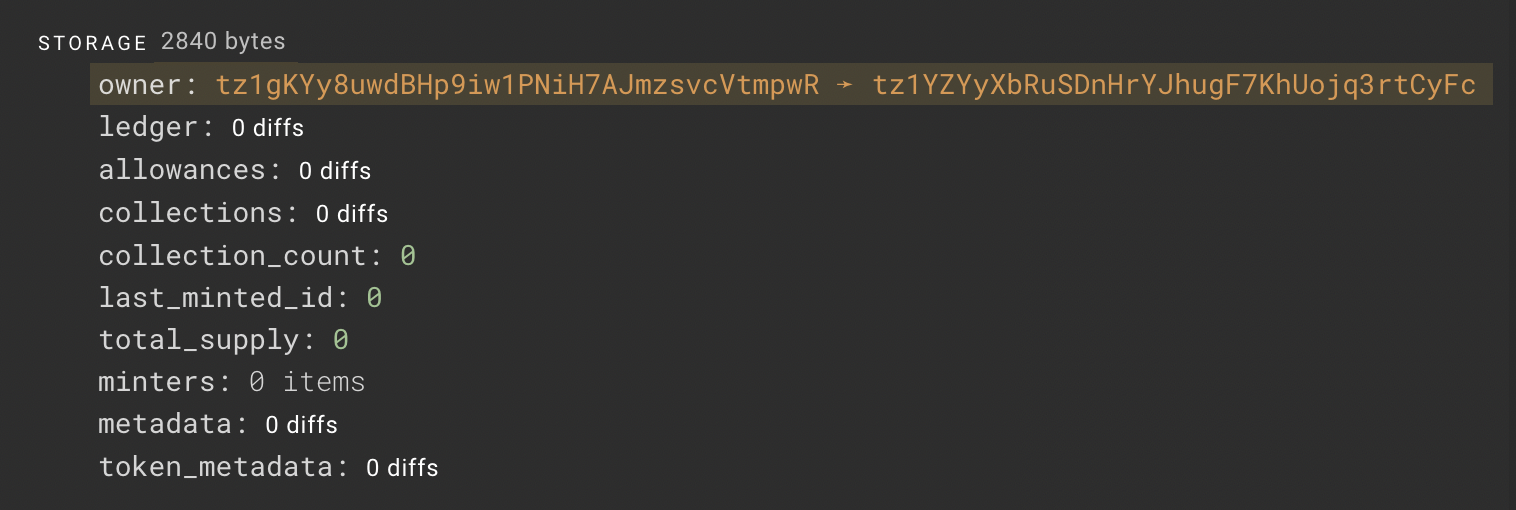 STORAGE 2840 bytes
owner: tz1gKYy8uwdBHp9iw1PNiH7AJmzsvcVtmpwR → tz1YZYyXbRuSDnHrYJhugF7KhUojq3rtCyFc
ledger: 0 diffs
allowances: 0 diffs
collections: 0 diffs
collection_count: 0
last_minted_id: 0
total_supply: 0
minters: 0 items
metadata: 0 diffs
token_metadata: 0 diffs